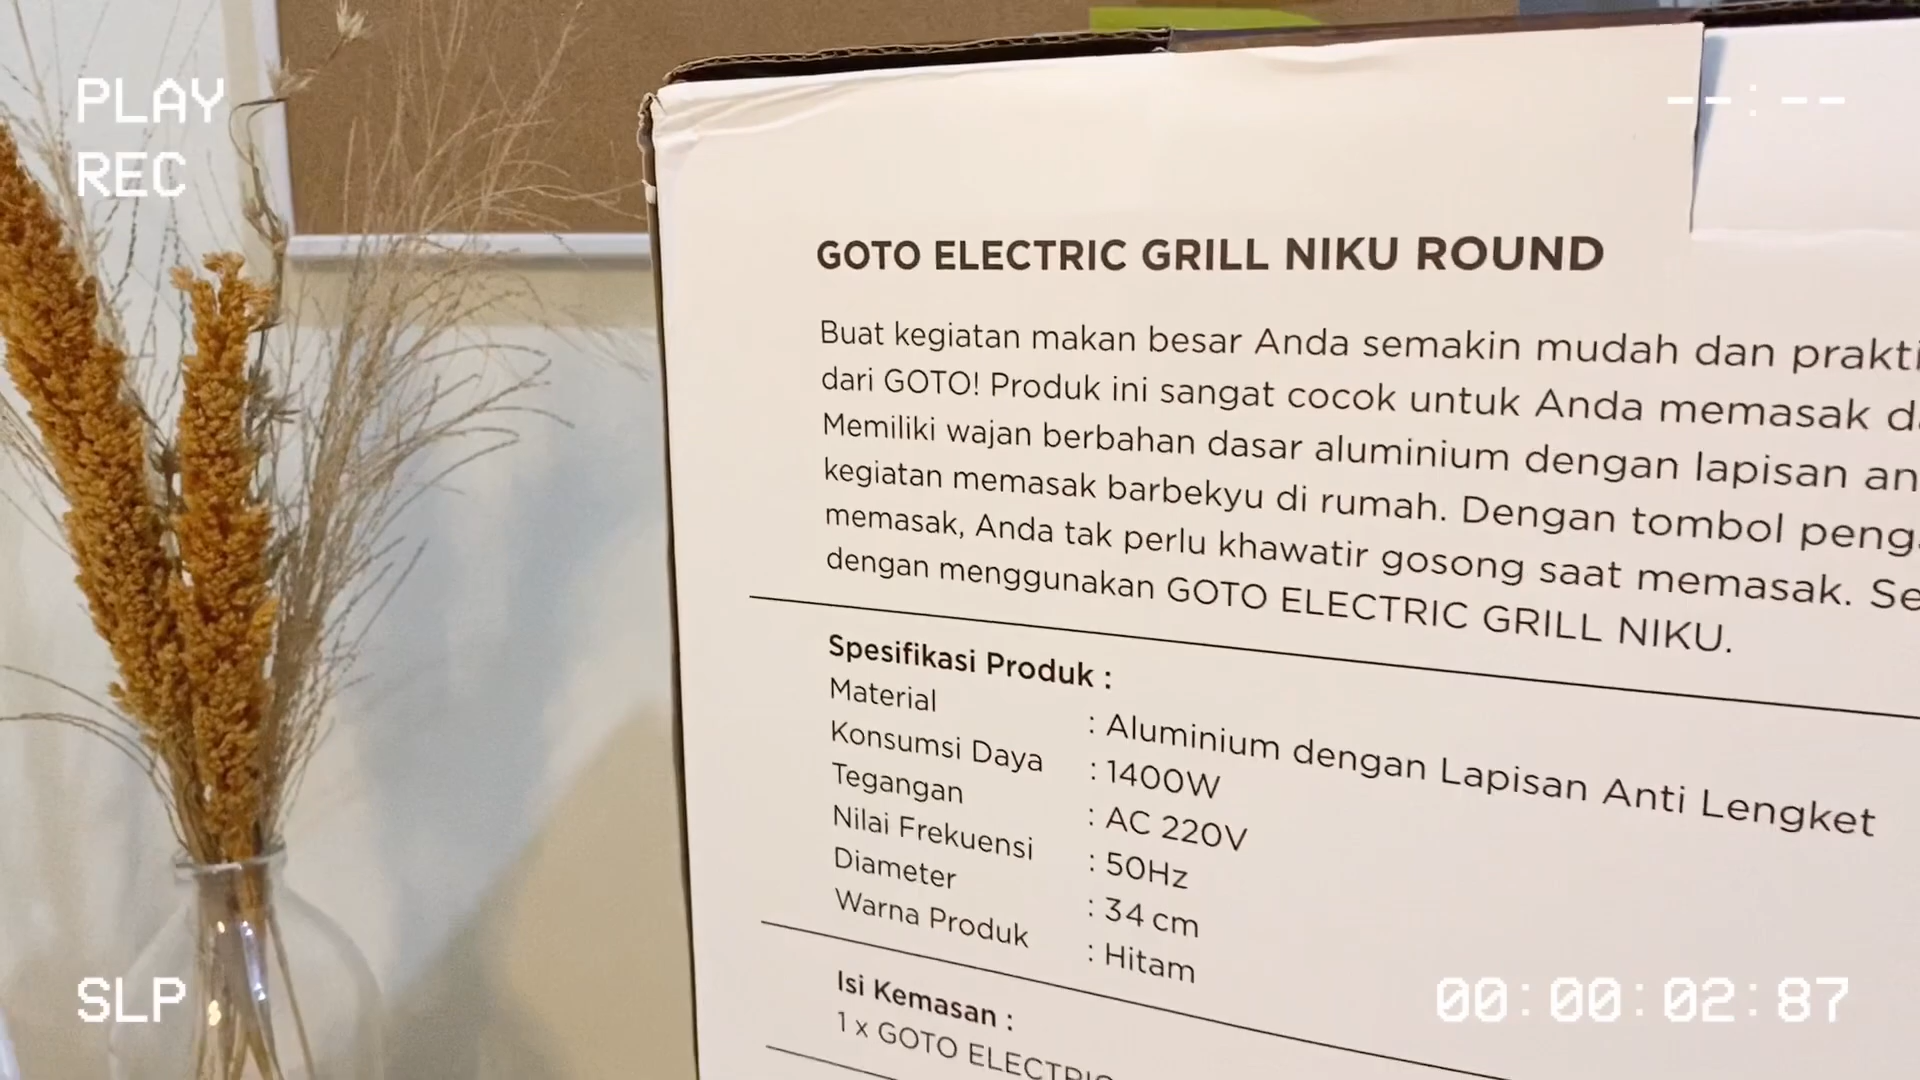 PLAY
REC
--:--
GOTO ELECTRIC GRILL NIKU ROUND
Buat kegiatan makan besar Anda semakin mudah dan prakti
dari GOTO! Produk ini sangat cocok untuk Anda memasak d
Memiliki wajan berbahan dasar aluminium dengan lapisan an
kegiatan memasak barbekyu di rumah. Dengan tombol peng
memasak, Anda tak perlu khawatir gosong saat memasak. Se
dengan menggunakan GOTO ELECTRIC GRILL NIKU.
Spesifikasi Produk :
Material : Aluminium dengan Lapisan Anti Lengket
Konsumsi Daya : 1400W
Tegangan : AC 220V
Nilai Frekuensi : 50Hz
Diameter : 34 cm
Warna Produk : Hitam
Isi Kemasan :
1 x GOTO ELECTRIC
SLP
00:00:02:87